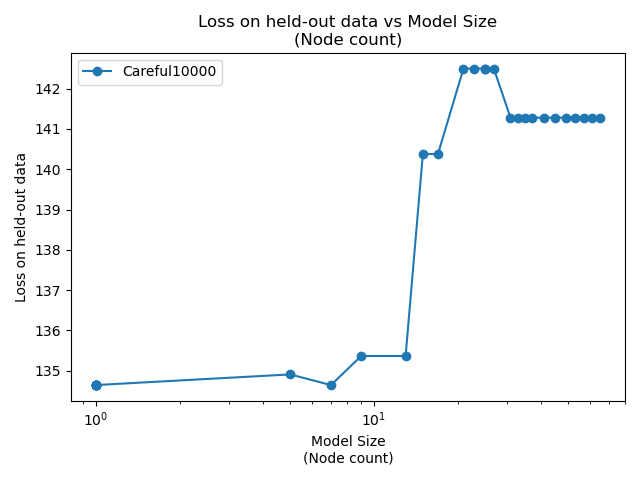 Loss on held-out data vs Model Size
(Node count)
Careful10000
Loss on held-out data
142
141
140
139
138
137
136
135
10⁰
10¹
Model Size
(Node count)